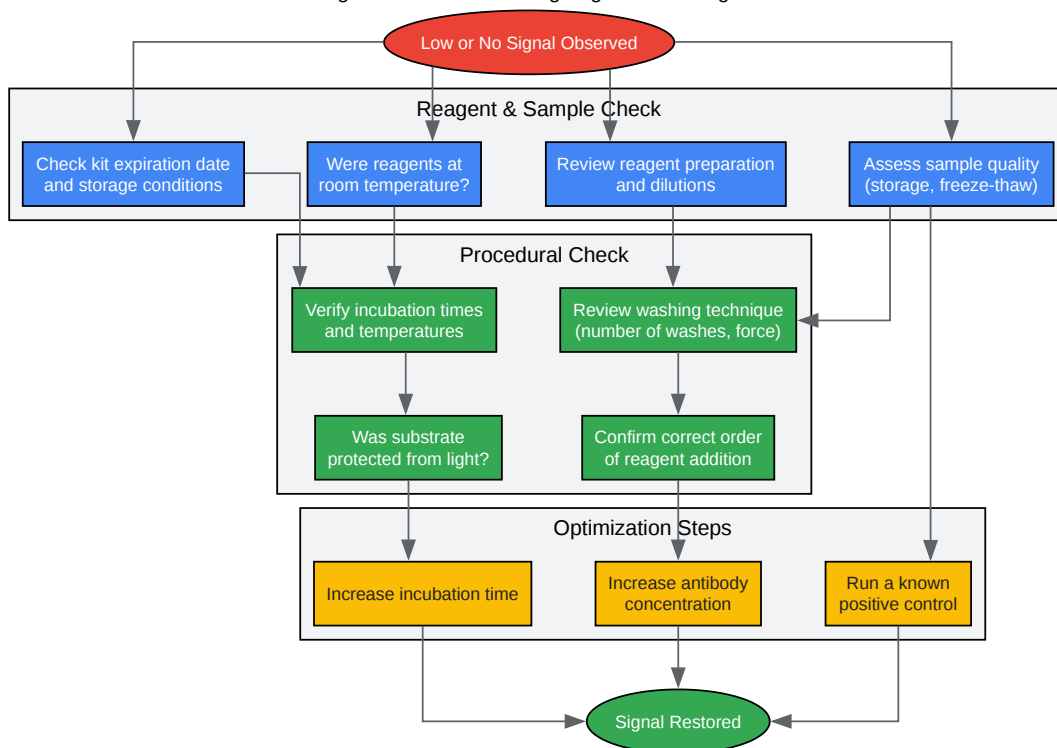 Low or No Signal Observed
Reagent & Sample Check
Check kit expiration date
and storage conditions
Were reagents at
room temperature?
Review reagent preparation
and dilutions
Assess sample quality
(storage, freeze-thaw)
Procedural Check
Verify incubation times
and temperatures
Review washing technique
(number of washes, force)
Was substrate
protected from light?
Confirm correct order
of reagent addition
Optimization Steps
Increase incubation time
Increase antibody
concentration
Run a known
positive control
Signal Restored